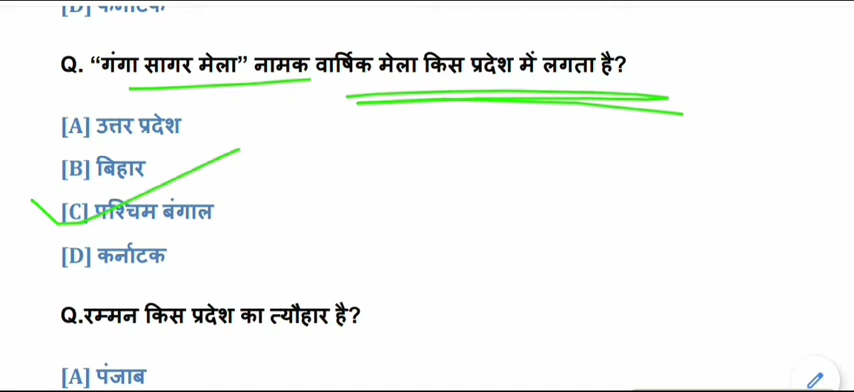 Q. “गंगा सागर मेला” नामक वार्षिक मेला किस प्रदेश में लगता है?
[A] उत्तर प्रदेश
[B] बिहार
[C] पश्चिम बंगाल
[D] कर्नाटक
Q.रम्मन किस प्रदेश का त्यौहार है?
[A] पंजाब